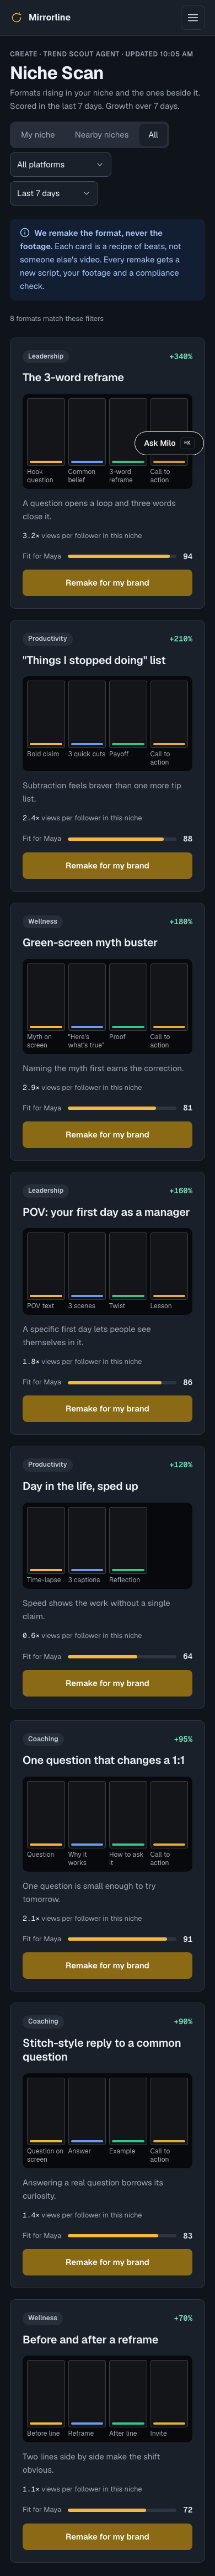 Mirrorline
CREATE · TREND SCOUT AGENT · UPDATED 10:05 AM
Niche Scan
Formats rising in your niche and the ones beside it.
Scored in the last 7 days. Growth over 7 days.
My niche Nearby niches All
All platforms
Last 7 days
We remake the format, never the
footage. Each card is a recipe of beats, not
someone else's video. Every remake gets a
new script, your footage and a compliance
check.
8 formats match these filters
Leadership +340%
The 3-word reframe
Ask Milo ⌘K
Hook question
Common belief
3-word reframe
Call to action
A question opens a loop and three words
close it.
3.2× views per follower in this niche
Fit for Maya 94
Remake for my brand
Productivity +210%
"Things I stopped doing" list
Bold claim
3 quick cuts
Payoff
Call to action
Subtraction feels braver than one more tip
list.
2.4× views per follower in this niche
Fit for Maya 88
Remake for my brand
Wellness +180%
Green-screen myth buster
Myth on screen
"Here's what's true"
Proof
Call to action
Naming the myth first earns the correction.
2.9× views per follower in this niche
Fit for Maya 81
Remake for my brand
Leadership +160%
POV: your first day as a manager
POV text
3 scenes
Twist
Lesson
A specific first day lets people see
themselves in it.
1.8× views per follower in this niche
Fit for Maya 86
Remake for my brand
Productivity +120%
Day in the life, sped up
Time-lapse
3 captions
Reflection
Speed shows the work without a single
claim.
0.6× views per follower in this niche
Fit for Maya 64
Remake for my brand
Coaching +95%
One question that changes a 1:1
Question
Why it works
How to ask it
Call to action
One question is small enough to try
tomorrow.
2.1× views per follower in this niche
Fit for Maya 91
Remake for my brand
Coaching +90%
Stitch-style reply to a common
question
Question on screen
Answer
Example
Call to action
Answering a real question borrows its
curiosity.
1.4× views per follower in this niche
Fit for Maya 83
Remake for my brand
Wellness +70%
Before and after a reframe
Before line
Reframe
After line
Invite
Two lines side by side make the shift
obvious.
1.1× views per follower in this niche
Fit for Maya 72
Remake for my brand